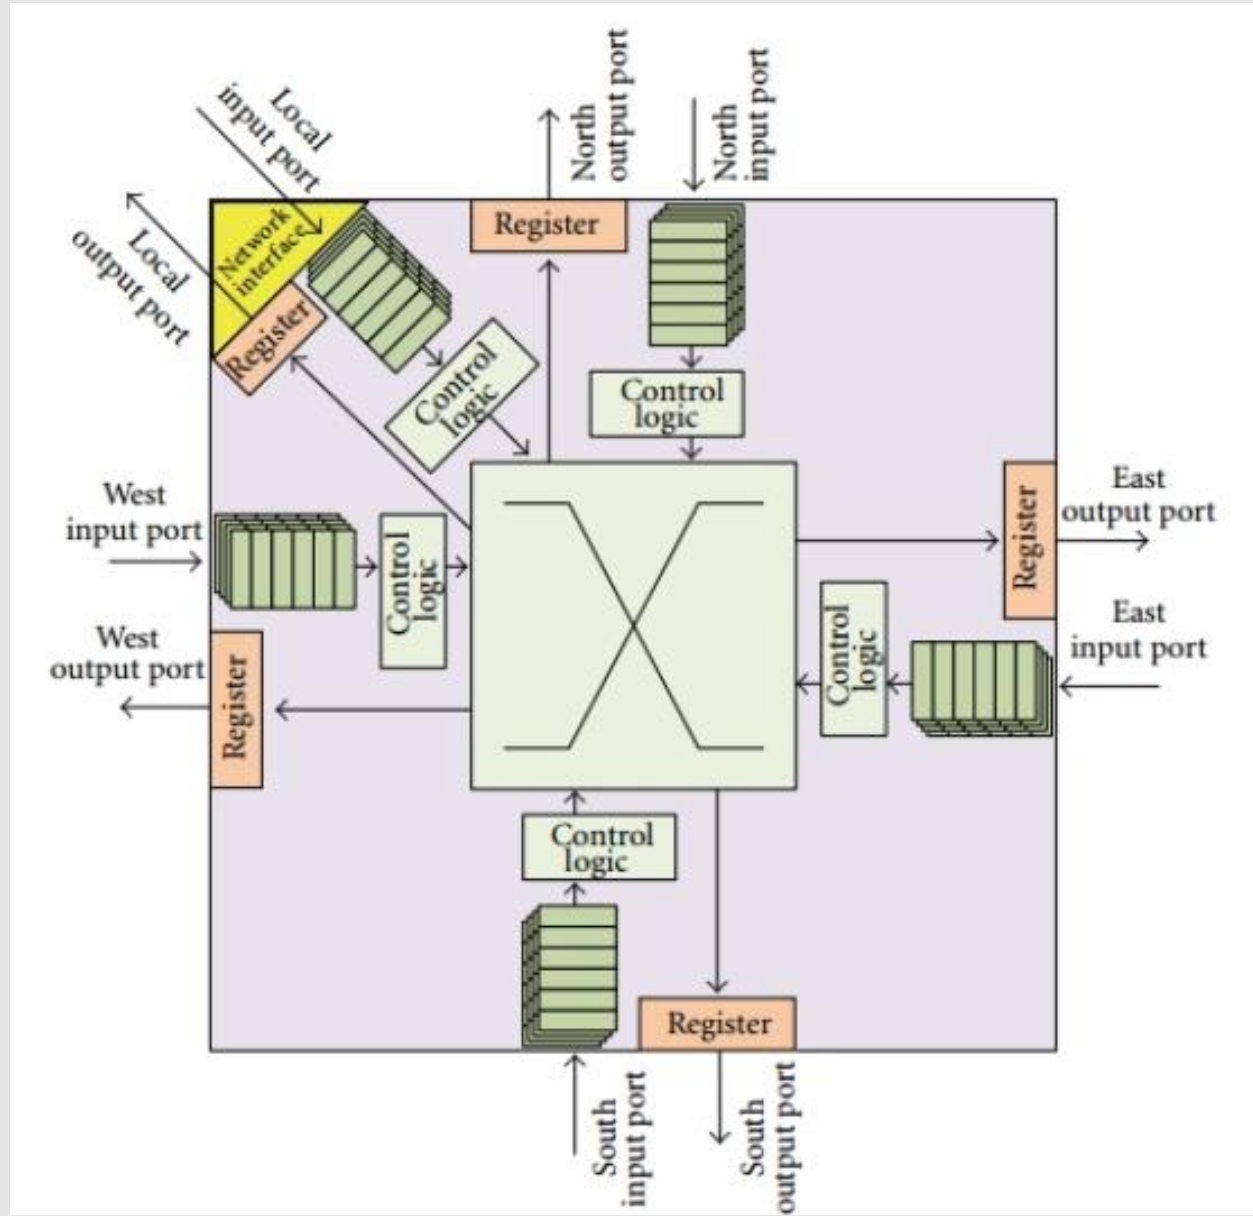 Local
input port
North
output port
North
input port
Local
output port
Network
interface
Register
Register
Control
logic
Control
logic
West
input port
Control
logic
Register
East
output port
West
output port
Register
Control
logic
East
input port
Control
logic
Register
South
input port
South
output port